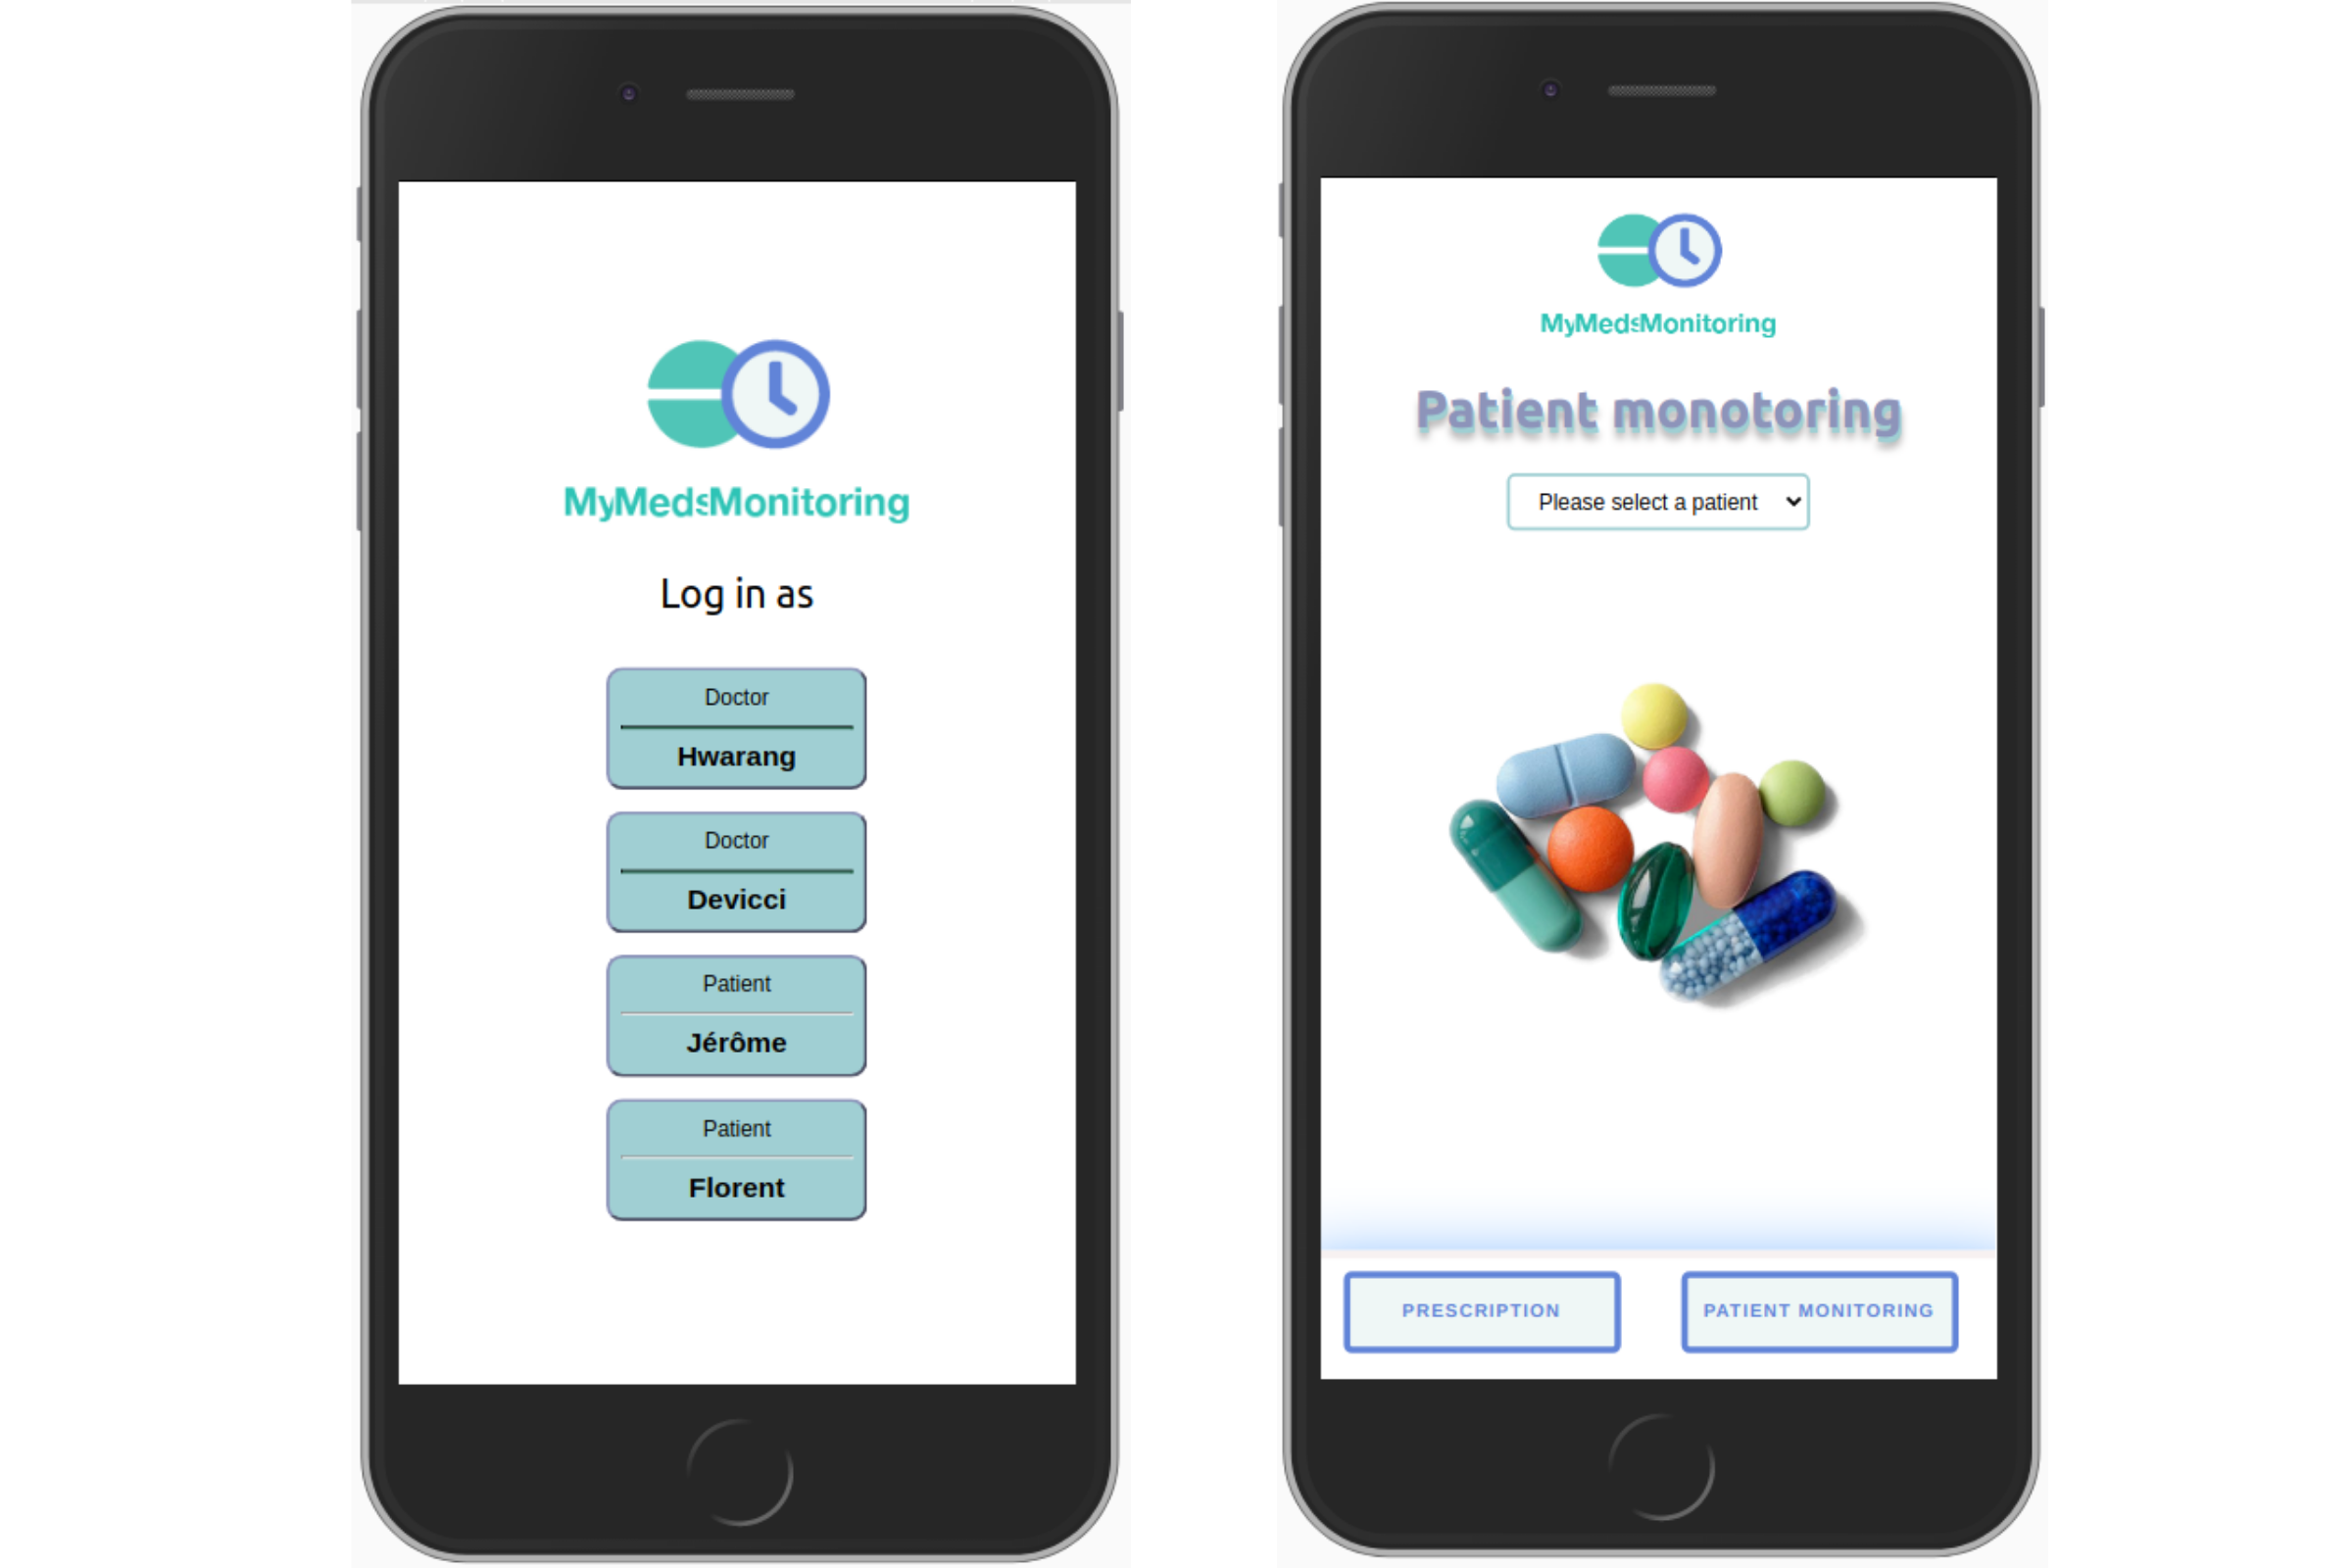 MyMedsMonitoring
Log in as
Doctor
Hwarang
Doctor
Devicci
Patient
Jérôme
Patient
Florent
MyMedsMonitoring
Patient monotoring
Please select a patient
PRESCRIPTION
PATIENT MONITORING